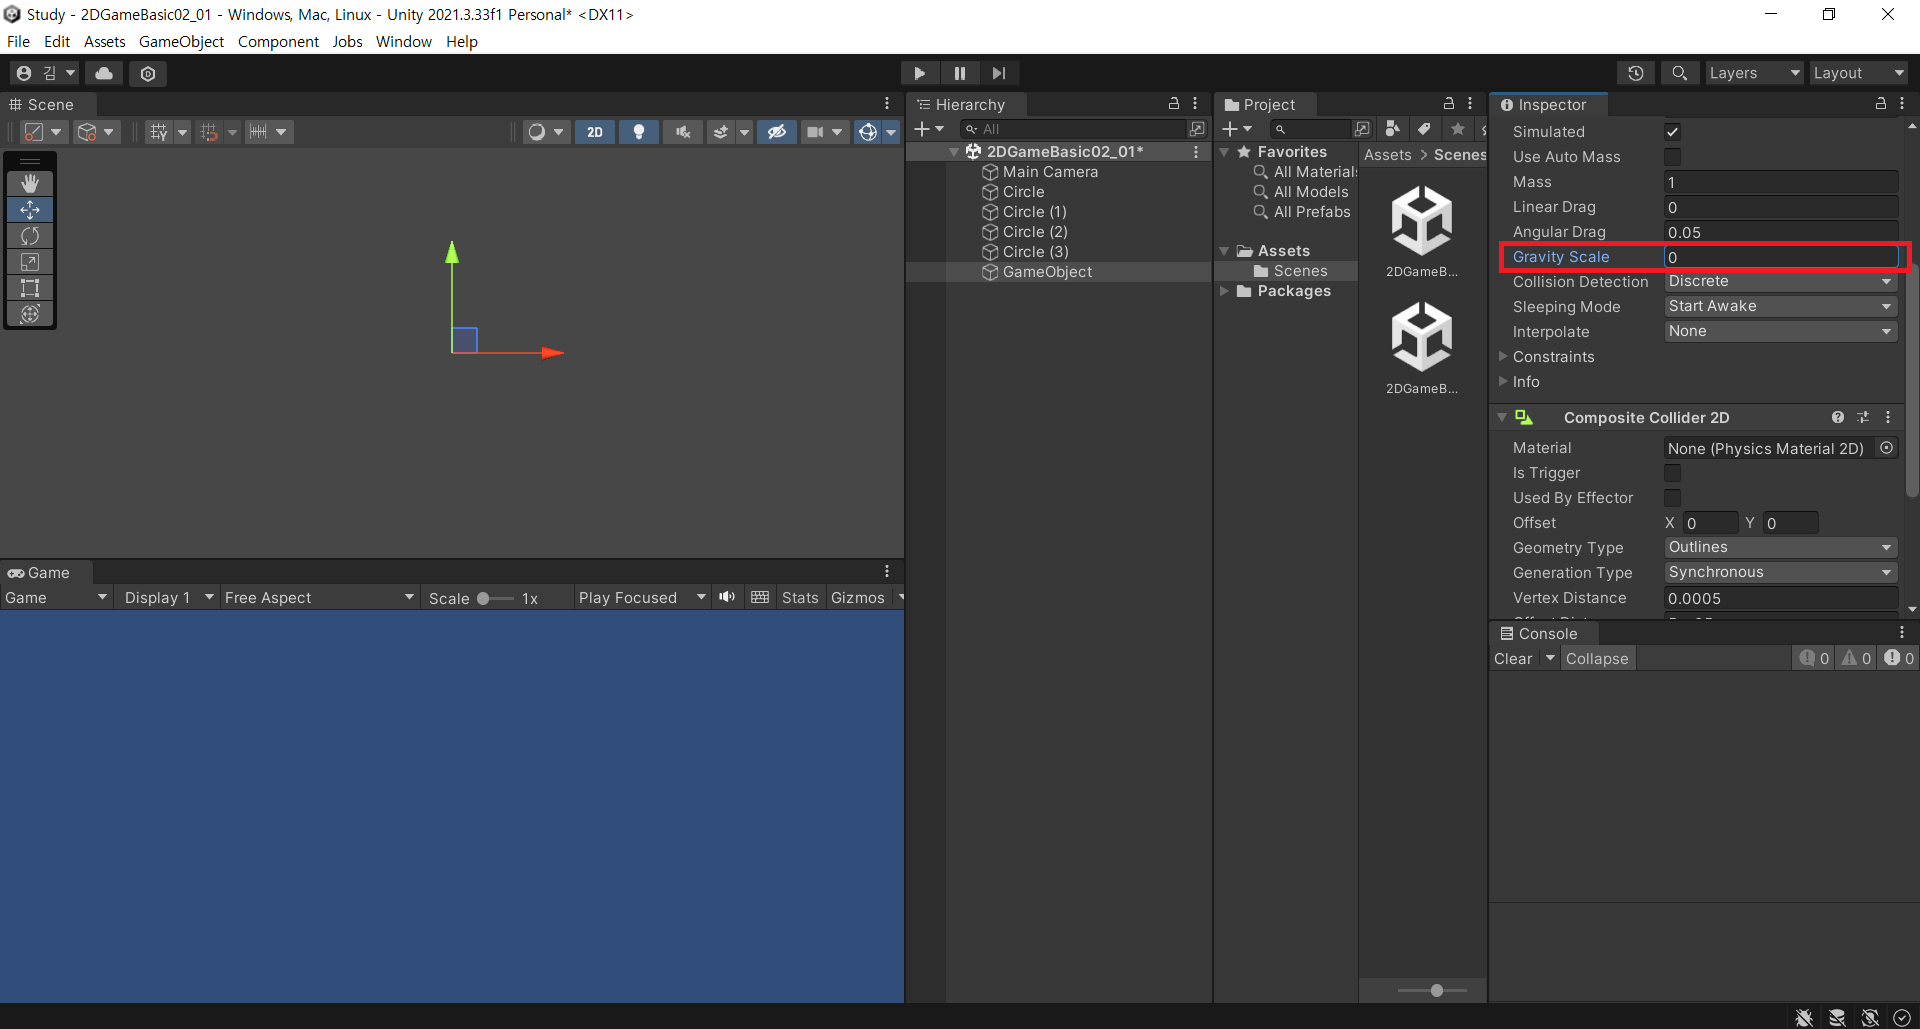 Study - 2DGameBasic02_01 - Windows, Mac, Linux - Unity 2021.3.33f1 Personal* <DX11>
File Edit Assets GameObject Component Jobs Window Help
김
Layers
Layout
Scene
2D
Game
Game
Display 1
Free Aspect
Scale
1x
Play Focused
Stats
Gizmos
Hierarchy
All
2DGameBasic02_01*
Main Camera
Circle
Circle (1)
Circle (2)
Circle (3)
GameObject
Project
Favorites
All Material
All Models
All Prefabs
Assets
Scenes
Packages
Assets > Scenes
2DGameB...
2DGameB...
Inspector
Simulated
Use Auto Mass
Mass 1
Linear Drag 0
Angular Drag 0.05
Gravity Scale 0
Collision Detection Discrete
Sleeping Mode Start Awake
Interpolate None
Constraints
Info
Composite Collider 2D
Material None (Physics Material 2D)
Is Trigger
Used By Effector
Offset X 0 Y 0
Geometry Type Outlines
Generation Type Synchronous
Vertex Distance 0.0005
Console
Clear
Collapse
0
0
0